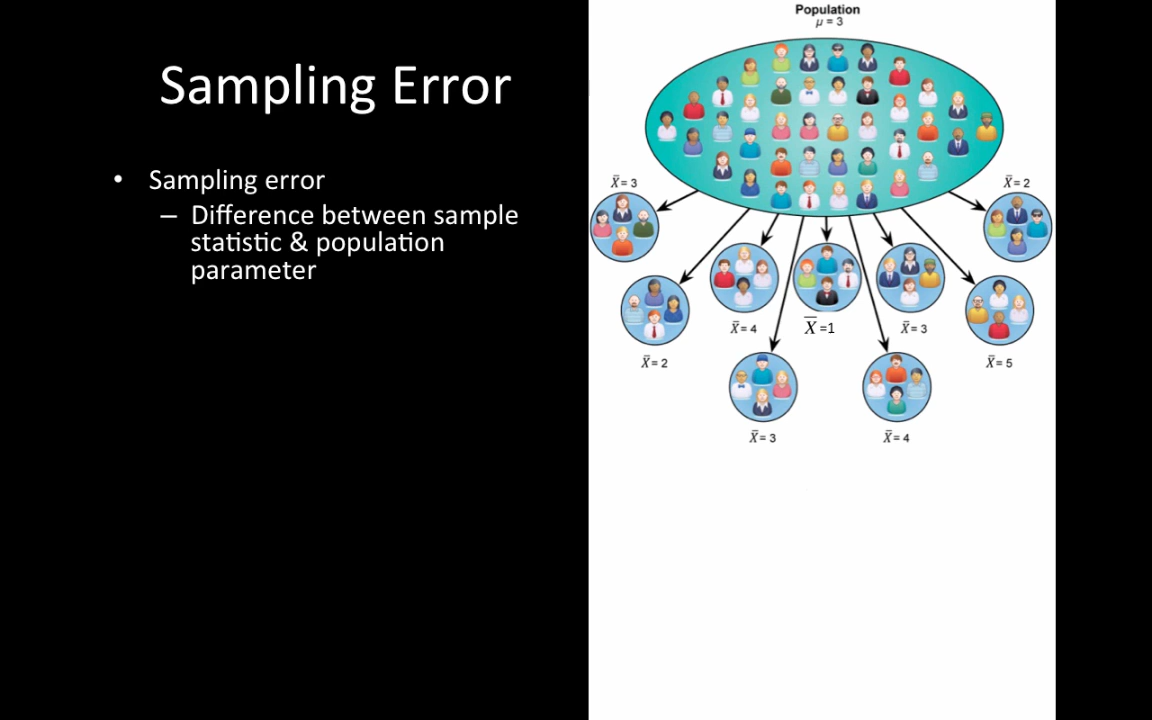 Sampling Error
• Sampling error
– Difference between sample
statistic & population
parameter
Population
μ = 3
X̄ = 3
X̄ = 2
X̄ = 4
X̄ =1
X̄ = 3
X̄ = 2
X̄ = 5
X̄ = 3
X̄ = 4